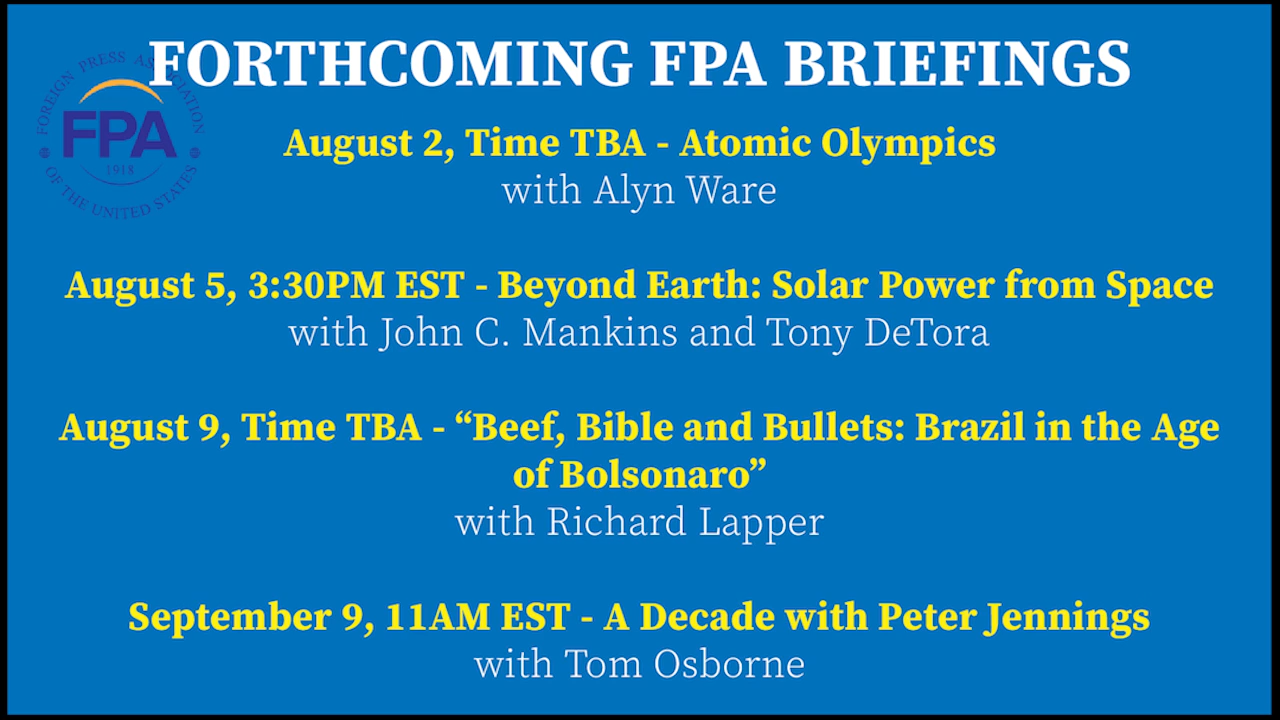 FORTHCOMING FPA BRIEFINGS
FOREIGN PRESS ASSOCIATION
FPA
1918
OF THE UNITED STATES
August 2, Time TBA - Atomic Olympics
with Alyn Ware
August 5, 3:30PM EST - Beyond Earth: Solar Power from Space
with John C. Mankins and Tony DeTora
August 9, Time TBA - “Beef, Bible and Bullets: Brazil in the Age
of Bolsonaro”
with Richard Lapper
September 9, 11AM EST - A Decade with Peter Jennings
with Tom Osborne